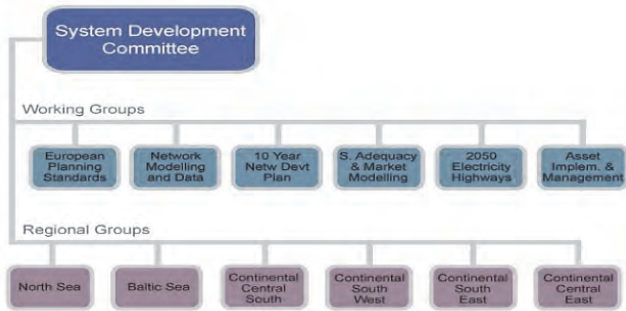 System Development
Committee
Working Groups
European
Planning
Standards
Network
Modelling
and Data
10 Year
Netw Devt
Plan
S. Adequacy
& Market
Modelling
2050
Electricity
Highways
Asset
Implem. &
Management
Regional Groups
North Sea
Baltic Sea
Continental
Central
South
Continental
South
West
Continental
South
East
Continental
Central
East